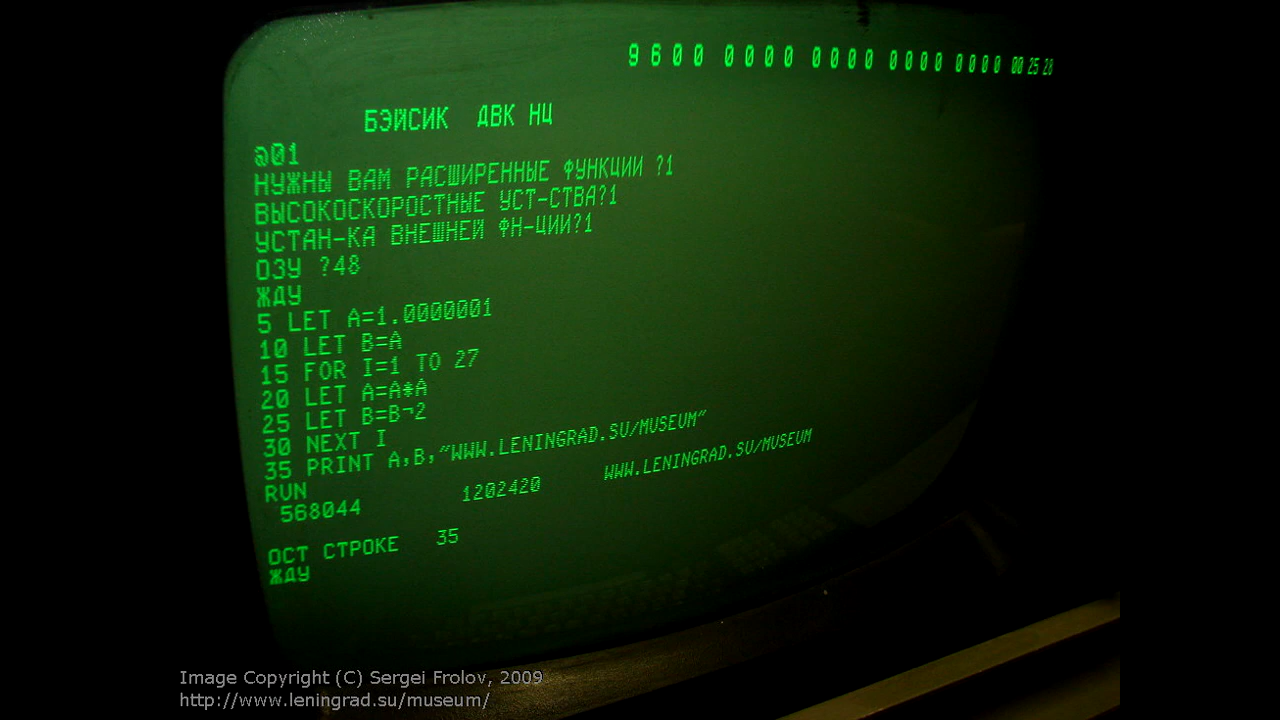 9600 0000 0000 0000 0000 00 25 28
БЭЙСИК ДВК НЦ
@01
НУЖНЫ ВАМ РАСШИРЕННЫЕ ФУНКЦИИ ?1
ВЫСОКОСКОРОСТНЫЕ УСТ-СТВА?1
УСТАН-КА ВНЕШНЕЙ ФН-ЦИИ?1
ОЗУ ?48
ЖДУ
5 LET A=1.0000001
10 LET B=A
15 FOR I=1 TO 27
20 LET A=A*A
25 LET B=B¬2
30 NEXT I
35 PRINT A,B,"WWW.LENINGRAD.SU/MUSEUM"
RUN
568044 1202420 WWW.LENINGRAD.SU/MUSEUM
ОСТ СТРОКЕ 35
ЖДУ
Image Copyright (C) Sergei Frolov, 2009
http://www.leningrad.su/museum/